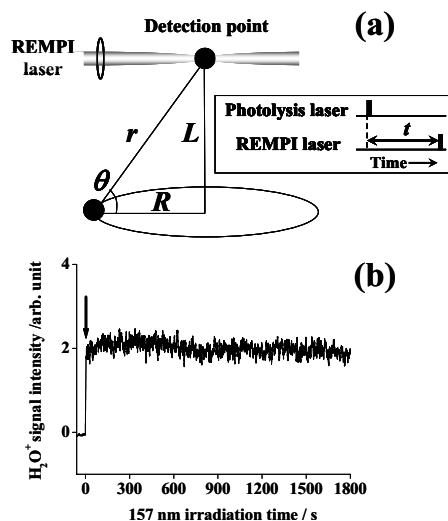 (a)
Detection point
REMPI
laser
r
L
θ
R
Photolysis laser
t
REMPI laser
Time→
(b)
H₂O⁺ signal intensity /arb. unit
4
2
0
0
300
600
900
1200
1500
1800
157 nm irradiation time / s